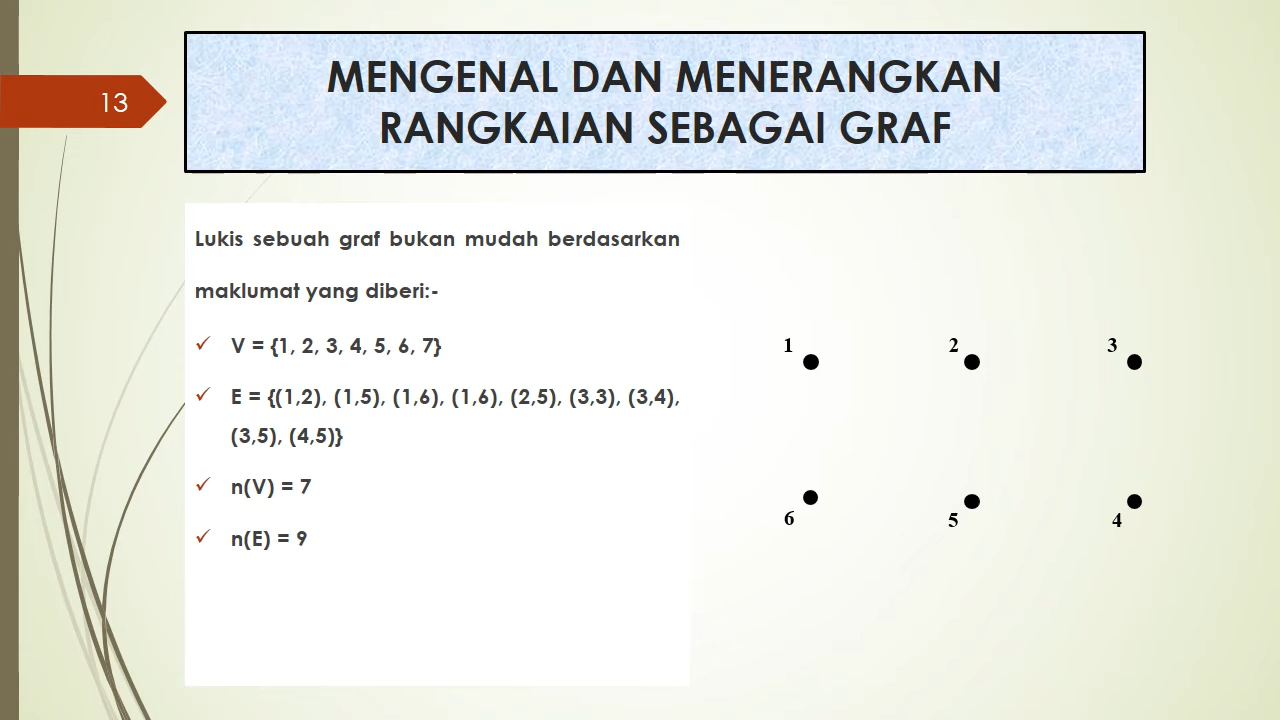 13
MENGENAL DAN MENERANGKAN
RANGKAIAN SEBAGAI GRAF
Lukis sebuah graf bukan mudah berdasarkan
maklumat yang diberi:-
✓ V = {1, 2, 3, 4, 5, 6, 7}
✓ E = {(1,2), (1,5), (1,6), (1,6), (2,5), (3,3), (3,4),
(3,5), (4,5)}
✓ n(V) = 7
✓ n(E) = 9
1 2 3
6 5 4